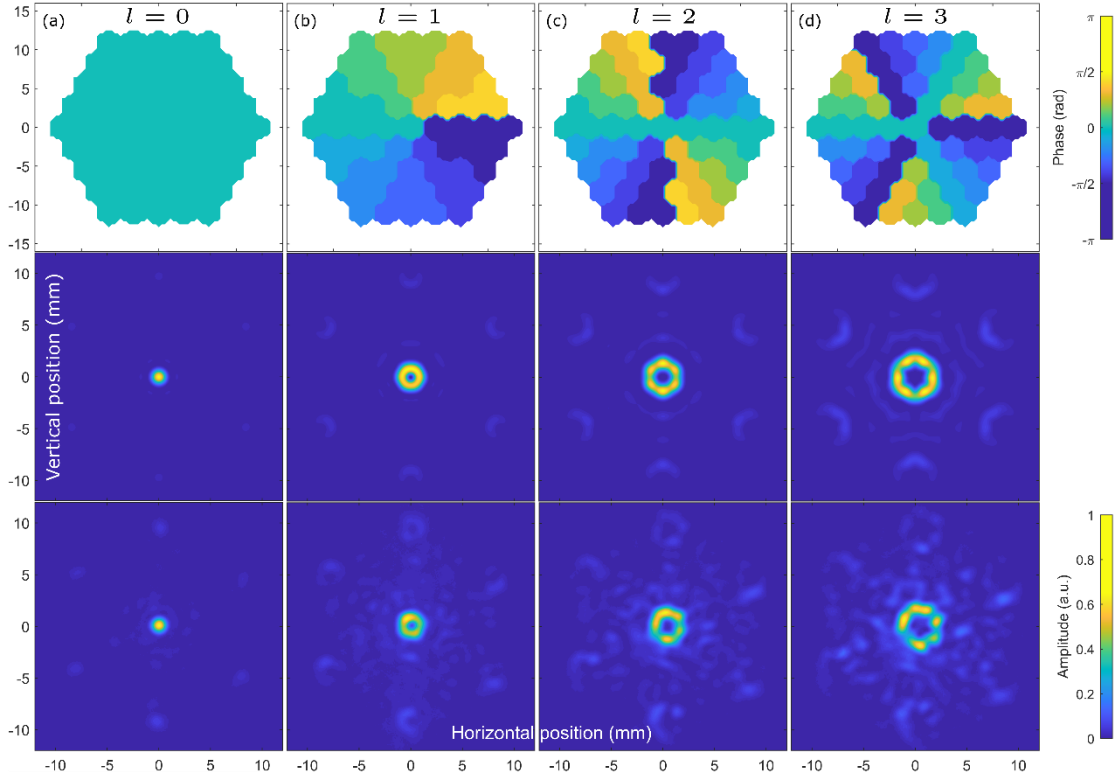 (a) l = 0 (b) l = 1 (c) l = 2 (d) l = 3
15
10
5
0
-5
-10
-15
π
π/2
0
-π/2
-π
Phase (rad)
10
5
0
-5
-10
Vertical position (mm)
10
5
0
-5
-10
1
0.8
0.6
0.4
0.2
0
Amplitude (a.u.)
Horizontal position (mm)
-10 -5 0 5 10 -10 -5 0 5 10 -10 -5 0 5 10 -10 -5 0 5 10